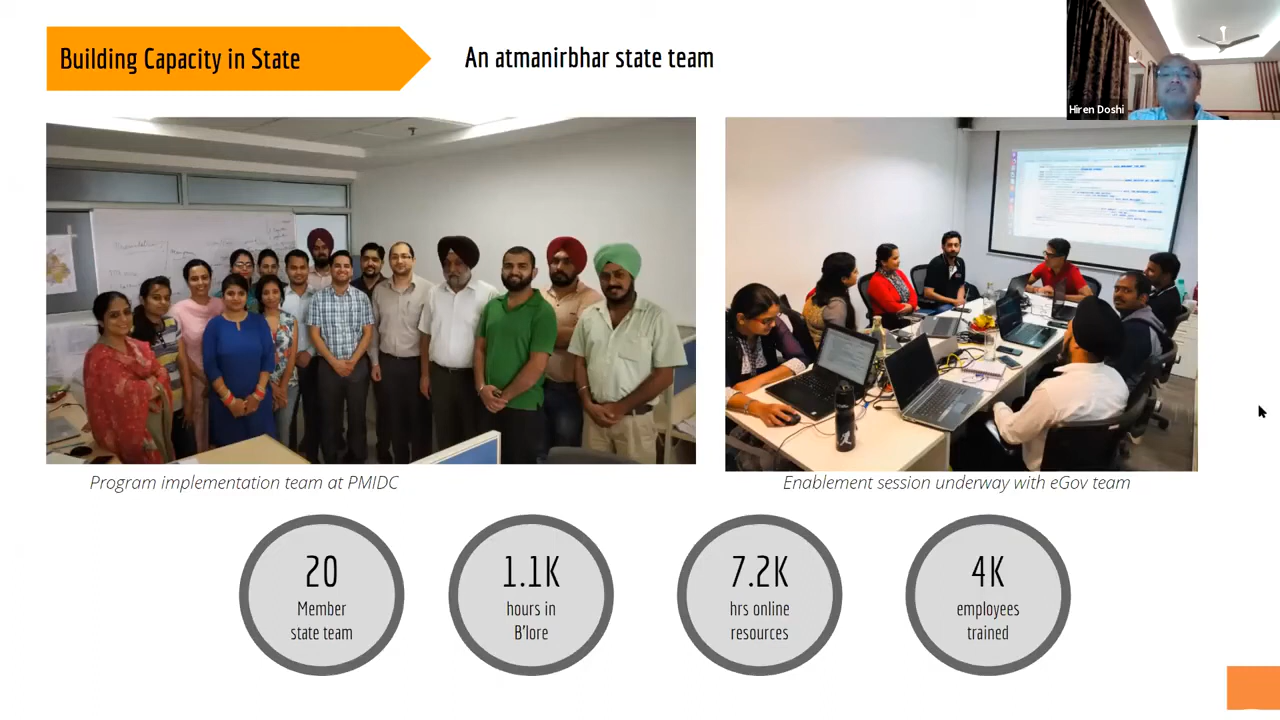 Building Capacity in State
An atmanirbhar state team
Hiren Doshi
Program implementation team at PMIDC
Enablement session underway with eGov team
20
Member
state team
1.1K
hours in
B'lore
7.2K
hrs online
resources
4K
employees
trained